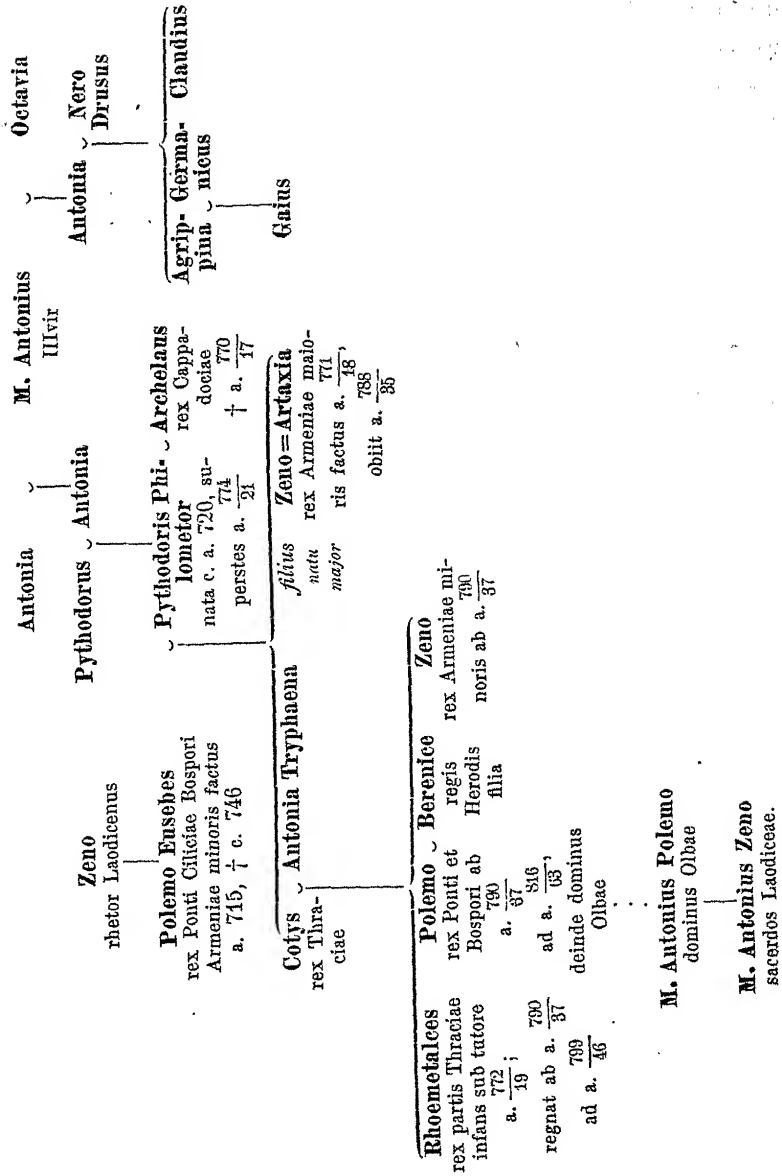 Antonia
M. Antonius
IIIvir
Octavia
Pythodorus ⏑ Antonia
Antonia ⏑ Nero
Drusus
Zeno
rhetor Laodicenus
Polemo Eusebes
rex Ponti Ciliciae Bospori
Armeniae minoris factus
a. 715, † c. 746
Pythodoris Phi-
lometor
nata c. a. 720, su-
perstes a. 774/21
Archelaus
rex Cappa-
dociae
† a. 770/17
Agrip-
pina
Germa-
nicus
Claudius
Gaius
Cotys
rex Thra-
ciae
Antonia Tryphaena
filius
natu
major
Zeno=Artaxia
rex Armeniae maio-
ris factus a. 771/18,
obiit a. 788/35
Rhoemetalces
rex partis Thraciae
infans sub tutore
a. 772/19;
regnat ab a. 790/37
ad a. 799/46
Polemo
rex Ponti et
Bospori ab
a. 790/37
ad a. 816/63,
deinde dominus
Olbae
Berenice
regis
Herodis
filia
Zeno
rex Armeniae mi-
noris ab a. 790/37
M. Antonius Polemo
dominus Olbae
M. Antonius Zeno
sacerdos Laodiceae.